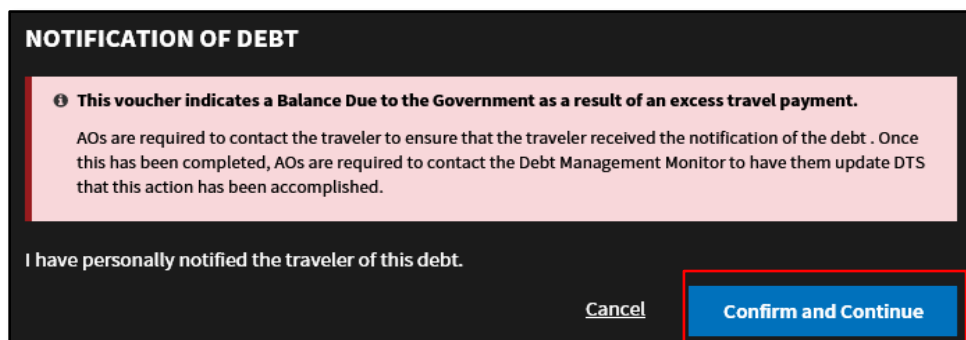 NOTIFICATION OF DEBT
This voucher indicates a Balance Due to the Government as a result of an excess travel payment.
AOs are required to contact the traveler to ensure that the traveler received the notification of the debt . Once
this has been completed, AOs are required to contact the Debt Management Monitor to have them update DTS
that this action has been accomplished.
I have personally notified the traveler of this debt.
Cancel Confirm and Continue